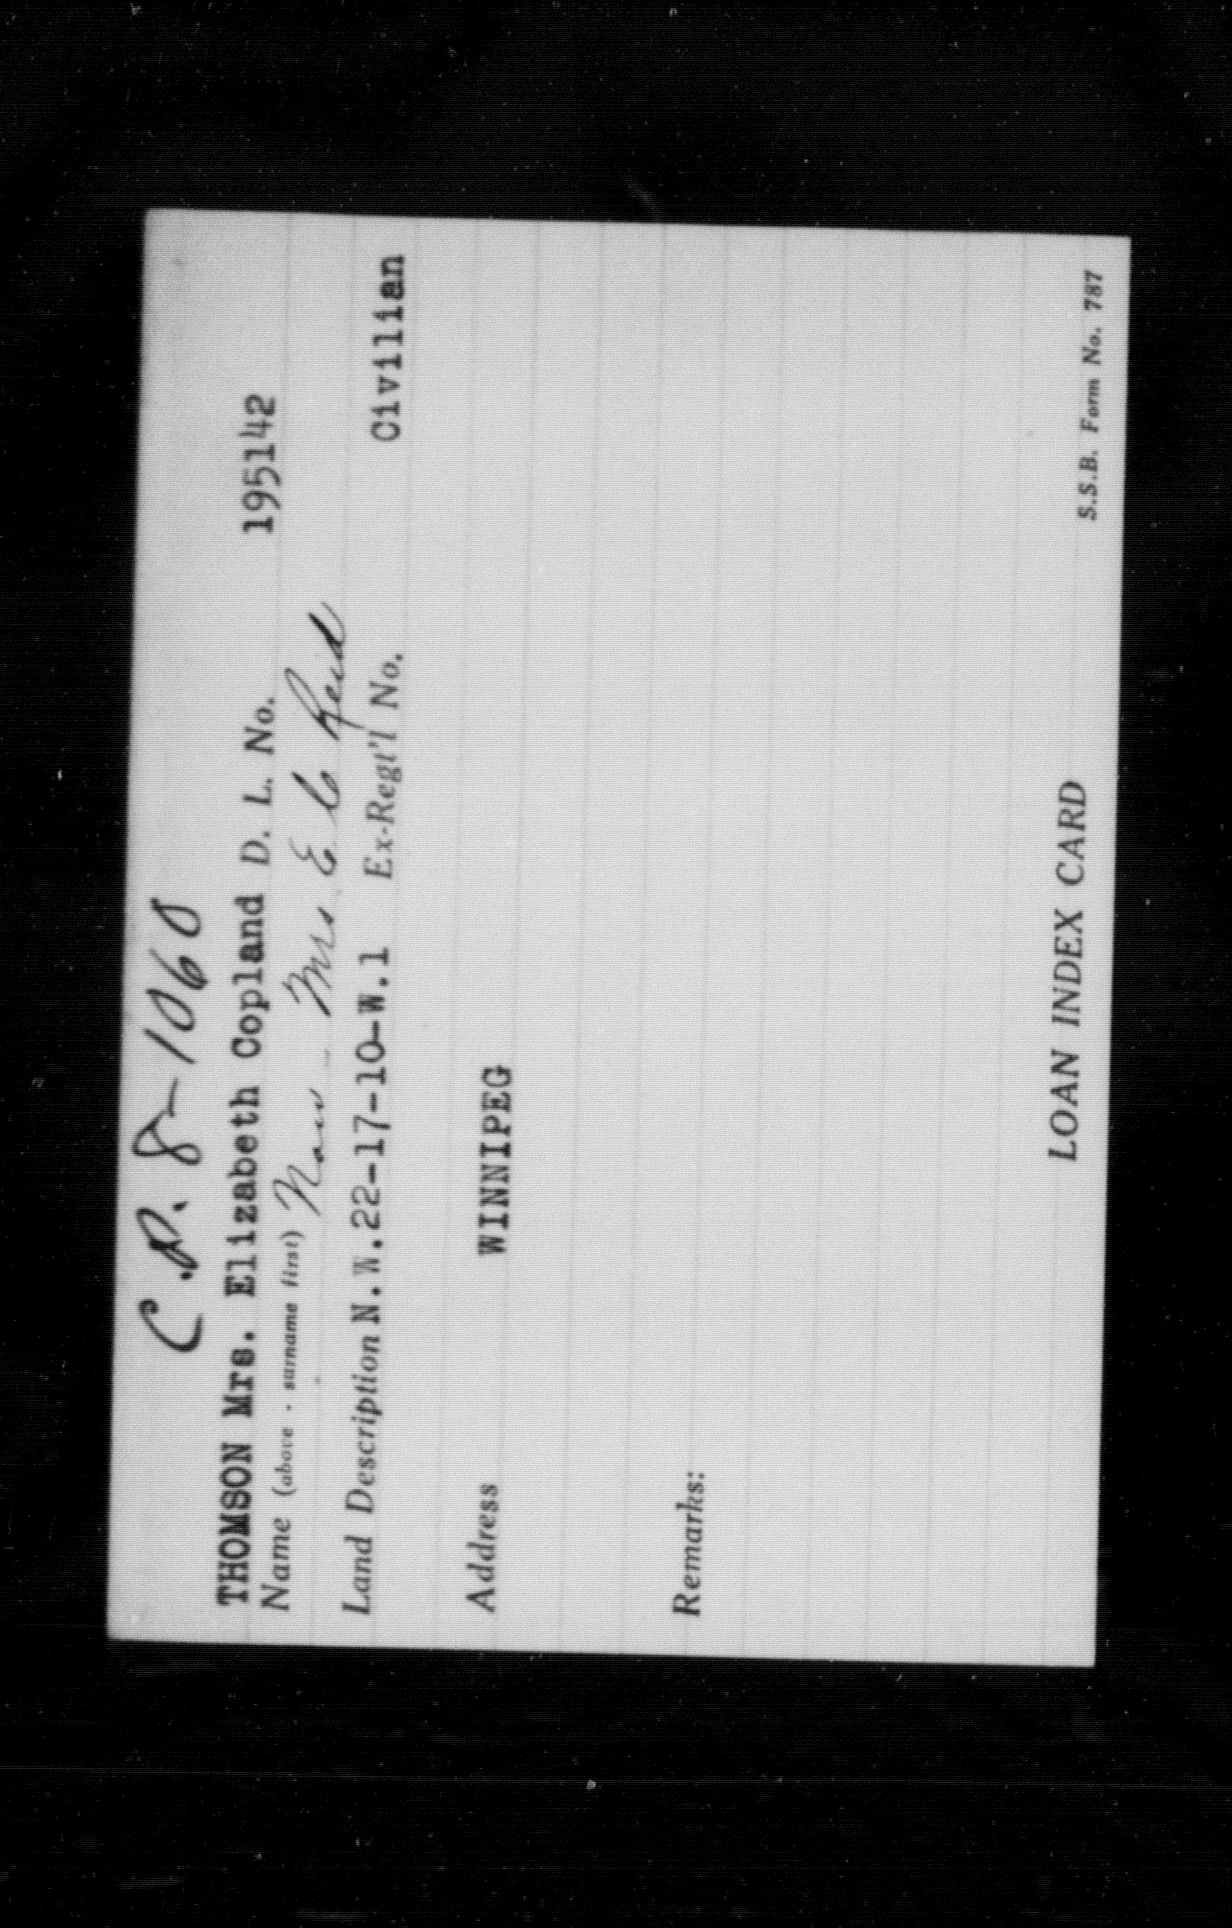 C.P. 8-1060
THOMSON Mrs. Elizabeth Copland D. L. No. 195142
Name (above - surname first) Now - Mrs E C Reid
Land Description N.W.22-17-10-W.1 Ex-Regt'l No. Civilian
Address WINNIPEG
Remarks:
LOAN INDEX CARD
S.S.B. Form No. 787